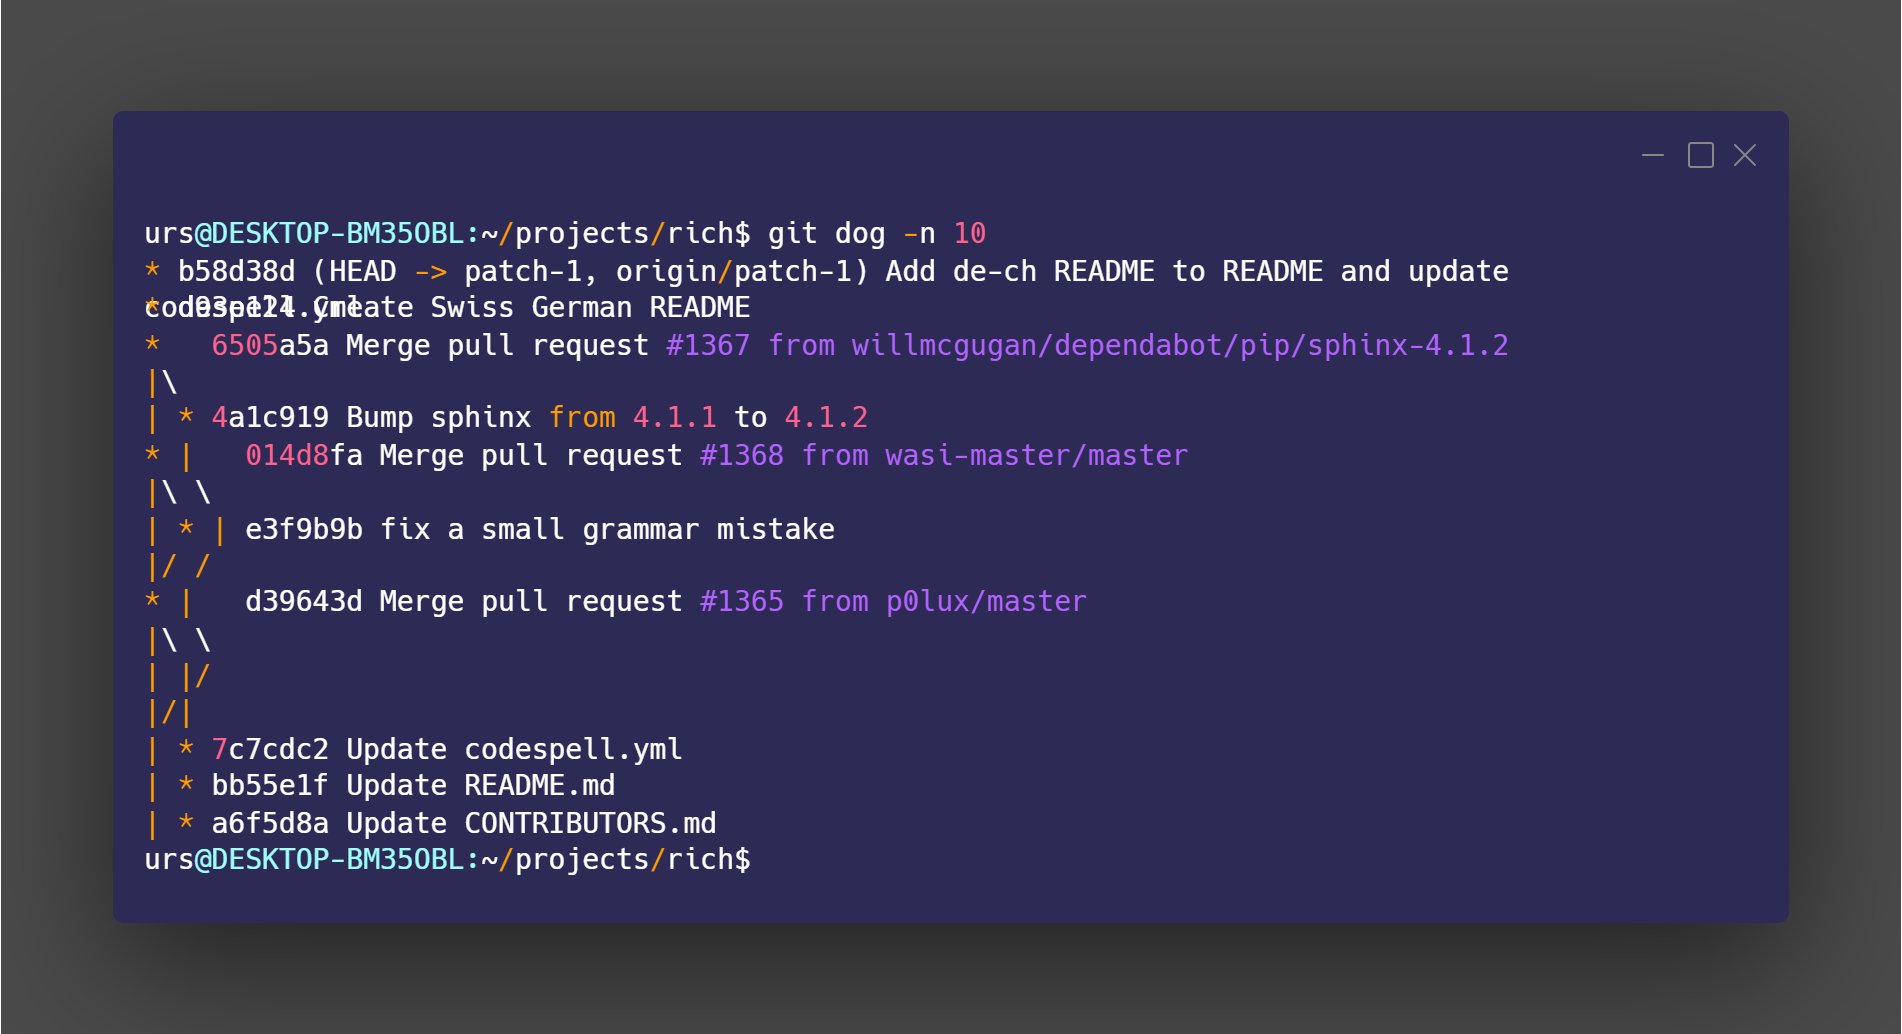 urs@DESKTOP-BM35OBL:~/projects/rich$ git dog -n 10
* b58d38d (HEAD -> patch-1, origin/patch-1) Add de-ch README to README and update
codespell.yml
* Create Swiss German README
*   6505a5a Merge pull request #1367 from willmcgugan/dependabot/pip/sphinx-4.1.2
|\
| * 4a1c919 Bump sphinx from 4.1.1 to 4.1.2
* |   014d8fa Merge pull request #1368 from wasi-master/master
|\ \
| * | e3f9b9b fix a small grammar mistake
|/ /
* |   d39643d Merge pull request #1365 from p0lux/master
|\ \
| |/
|/|
| * 7c7cdc2 Update codespell.yml
| * bb55e1f Update README.md
| * a6f5d8a Update CONTRIBUTORS.md
urs@DESKTOP-BM35OBL:~/projects/rich$